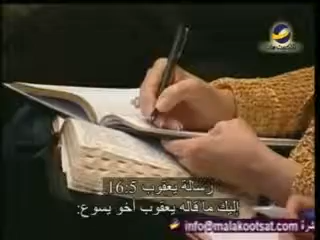 رسالة يعقوب 16:5
إليك ما قاله يعقوب أخو يسوع:
info@malakootsat.com